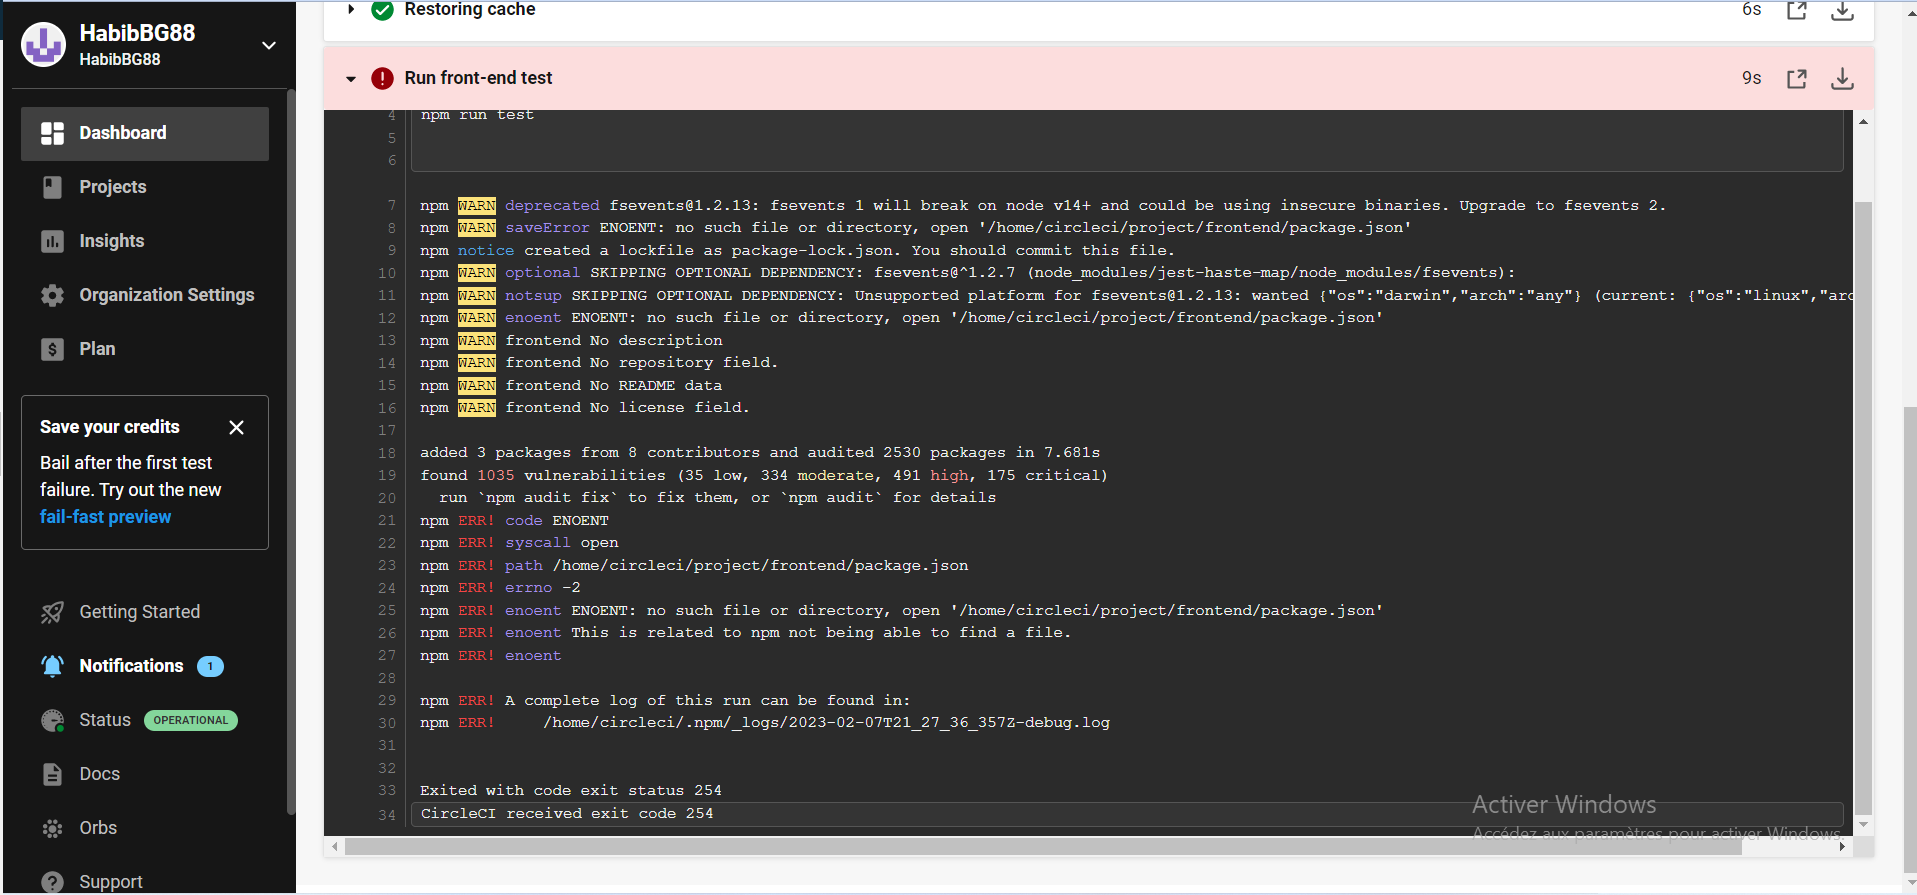 HabibBG88
HabibBG88
Dashboard
Projects
Insights
Organization Settings
Plan
Save your credits
Bail after the first test
failure. Try out the new
fail-fast preview
Getting Started
Notifications 1
Status OPERATIONAL
Docs
Orbs
Support
Restoring cache 6s
Run front-end test 9s
4 npm run test
5
6
7 npm WARN deprecated fsevents@1.2.13: fsevents 1 will break on node v14+ and could be using insecure binaries. Upgrade to fsevents 2.
8 npm WARN saveError ENOENT: no such file or directory, open '/home/circleci/project/frontend/package.json'
9 npm notice created a lockfile as package-lock.json. You should commit this file.
10 npm WARN optional SKIPPING OPTIONAL DEPENDENCY: fsevents@^1.2.7 (node_modules/jest-haste-map/node_modules/fsevents):
11 npm WARN notsup SKIPPING OPTIONAL DEPENDENCY: Unsupported platform for fsevents@1.2.13: wanted {"os":"darwin","arch":"any"} (current: {"os":"linux","arc
12 npm WARN enoent ENOENT: no such file or directory, open '/home/circleci/project/frontend/package.json'
13 npm WARN frontend No description
14 npm WARN frontend No repository field.
15 npm WARN frontend No README data
16 npm WARN frontend No license field.
17
18 added 3 packages from 8 contributors and audited 2530 packages in 7.681s
19 found 1035 vulnerabilities (35 low, 334 moderate, 491 high, 175 critical)
20 run `npm audit fix` to fix them, or `npm audit` for details
21 npm ERR! code ENOENT
22 npm ERR! syscall open
23 npm ERR! path /home/circleci/project/frontend/package.json
24 npm ERR! errno -2
25 npm ERR! enoent ENOENT: no such file or directory, open '/home/circleci/project/frontend/package.json'
26 npm ERR! enoent This is related to npm not being able to find a file.
27 npm ERR! enoent
28
29 npm ERR! A complete log of this run can be found in:
30 npm ERR! /home/circleci/.npm/_logs/2023-02-07T21_27_36_357Z-debug.log
31
32
33 Exited with code exit status 254
34 CircleCI received exit code 254
Activer Windows
Accédez aux paramètres pour activer Windows.